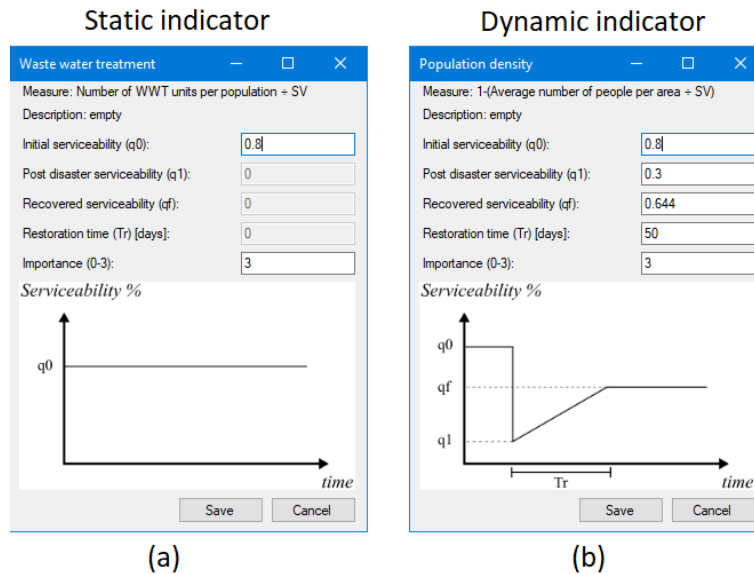 Static indicator
Waste water treatment
Measure: Number of WWT units per population ÷ SV
Description: empty
Initial serviceability (q0): 0.8
Post disaster serviceability (q1): 0
Recovered serviceability (qf): 0
Restoration time (Tr) [days]: 0
Importance (0-3): 3
Serviceability %
q0
time
Save Cancel
(a)
Dynamic indicator
Population density
Measure: 1-(Average number of people per area ÷ SV)
Description: empty
Initial serviceability (q0): 0.8
Post disaster serviceability (q1): 0.3
Recovered serviceability (qf): 0.644
Restoration time (Tr) [days]: 50
Importance (0-3): 3
Serviceability %
q0
qf
q1
Tr
time
Save Cancel
(b)